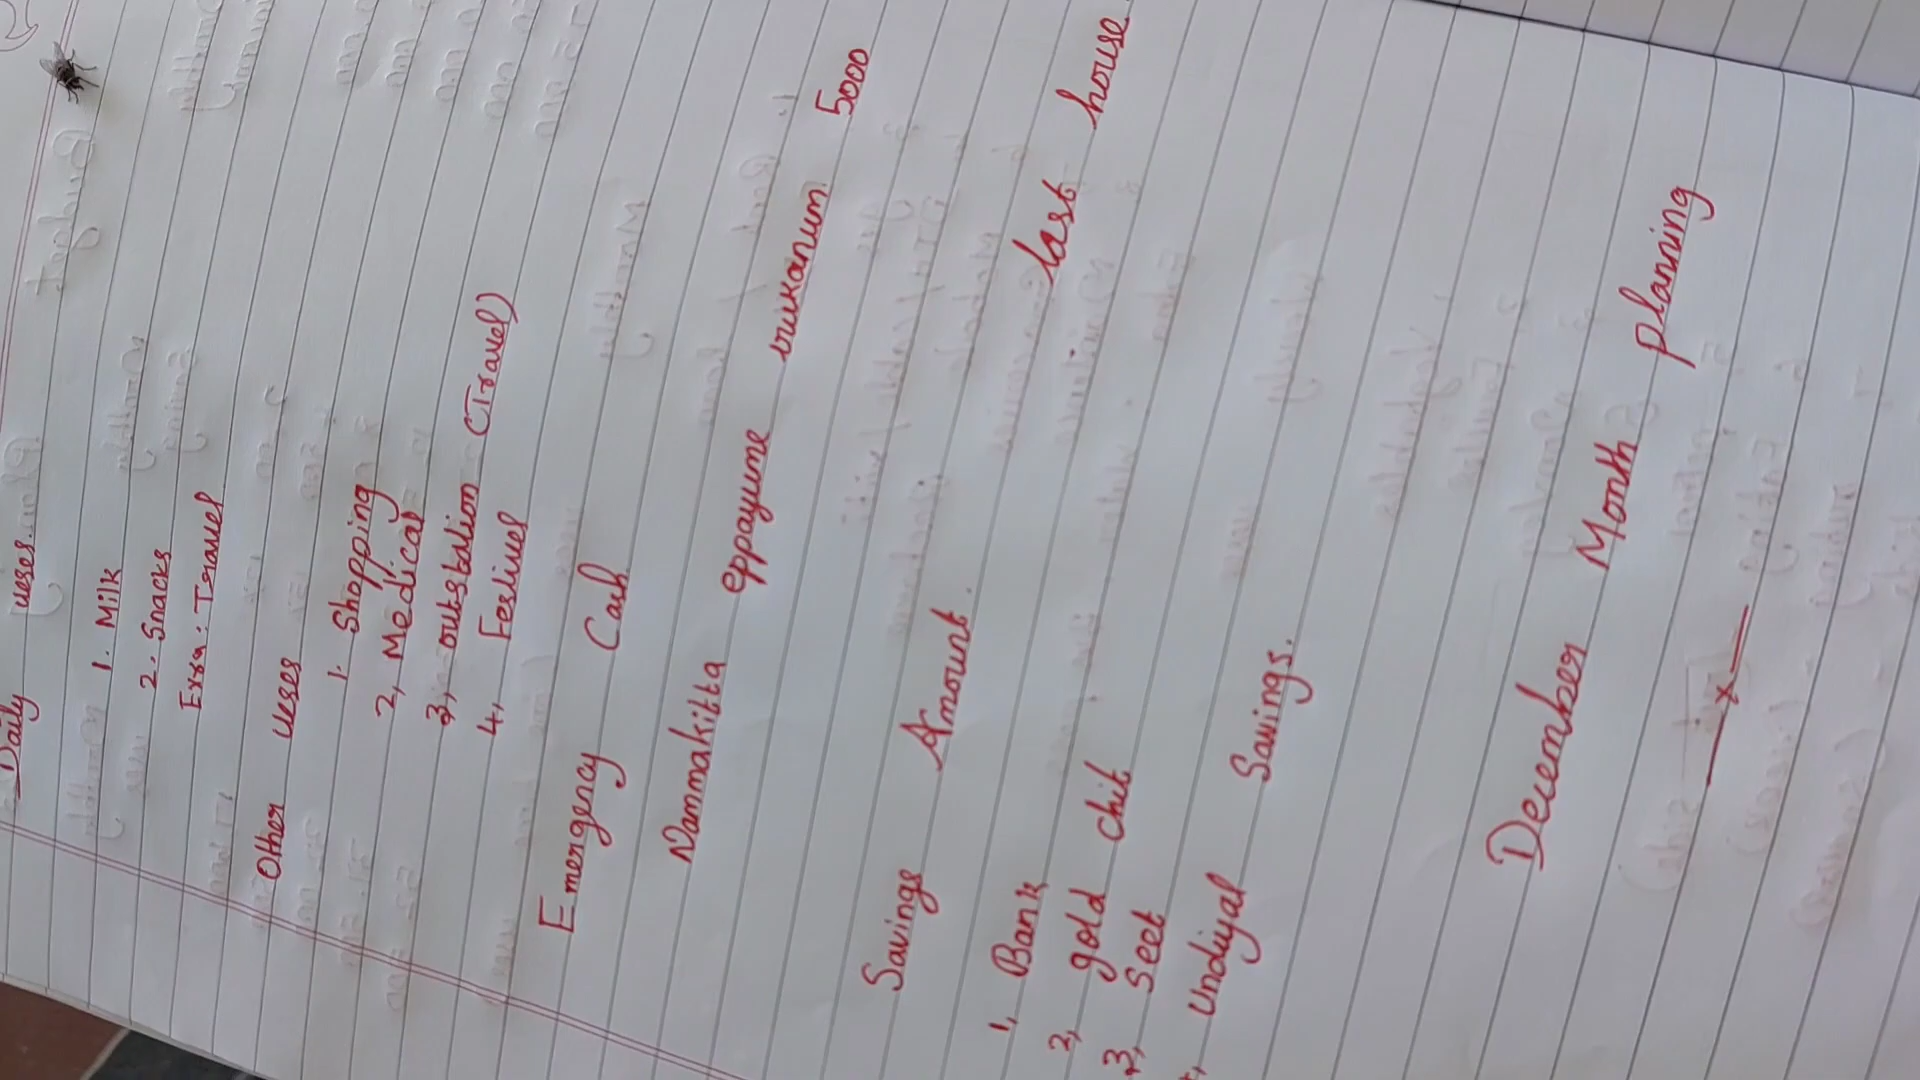 Daily uses.
1. Milk
2. Snacks
Exra: Travel
Other uses
1. Shopping
2, Medical
3, outstation (Travel)
4, Festivel
Emergency Cash
Nammakitta eppayume irukanum 5000
Savings Amount.
1, Bank last house.
2, gold chit
3, Seet
, undiyal Savings.
December Month planning
x